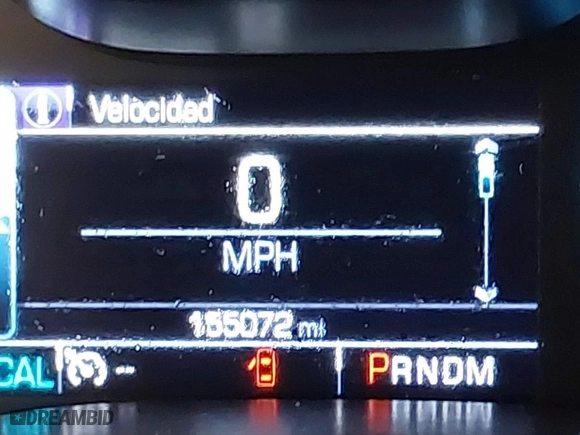 Velocidad
0
MPH
155072 mi
CAL -- PRNDM
DREAMBID